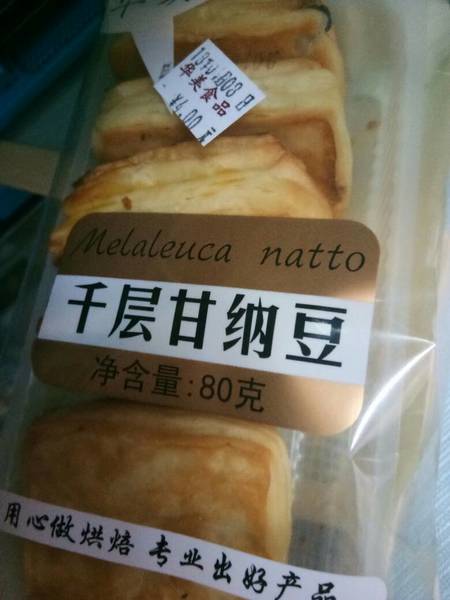 华美食品
Melaleuca natto
千层甘纳豆
净含量:80克
用心做烘焙 专业出好产品